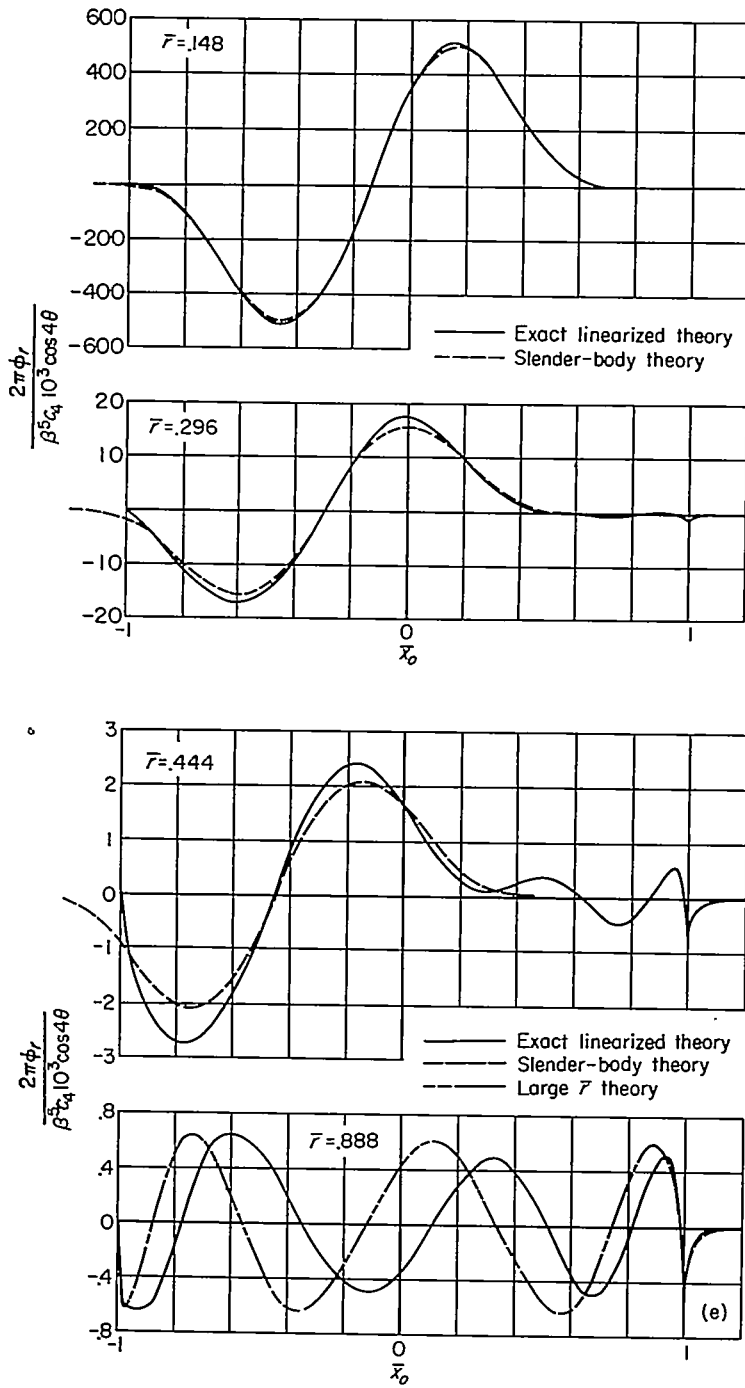 600
r̄=.148
400
200
0
-200
-400
-600
Exact linearized theory
Slender-body theory
2πϕr
β⁵c₄10³cos4θ
20
r̄=.296
10
0
-10
-20
-1
0
1
x̄₀
3
r̄=.444
2
1
0
-1
-2
-3
Exact linearized theory
Slender-body theory
Large r̄ theory
2πϕr
β⁵c₄10³cos4θ
.8
r̄=.888
.4
0
-.4
-.8
(e)
-1
0
1
x̄₀